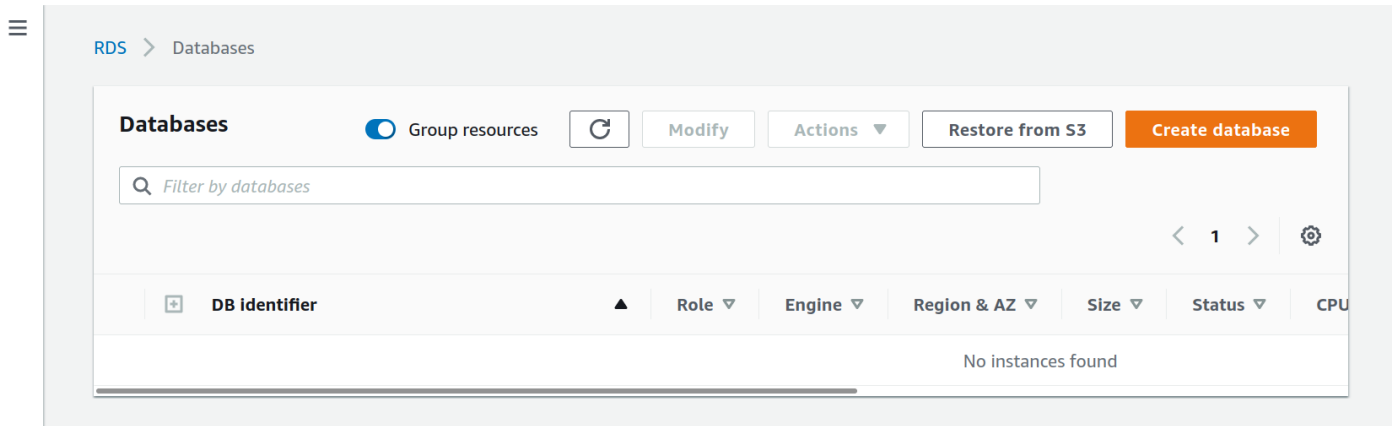 RDS > Databases
Databases Group resources Modify Actions Restore from S3 Create database
Filter by databases
1
DB identifier Role Engine Region & AZ Size Status CPU
No instances found